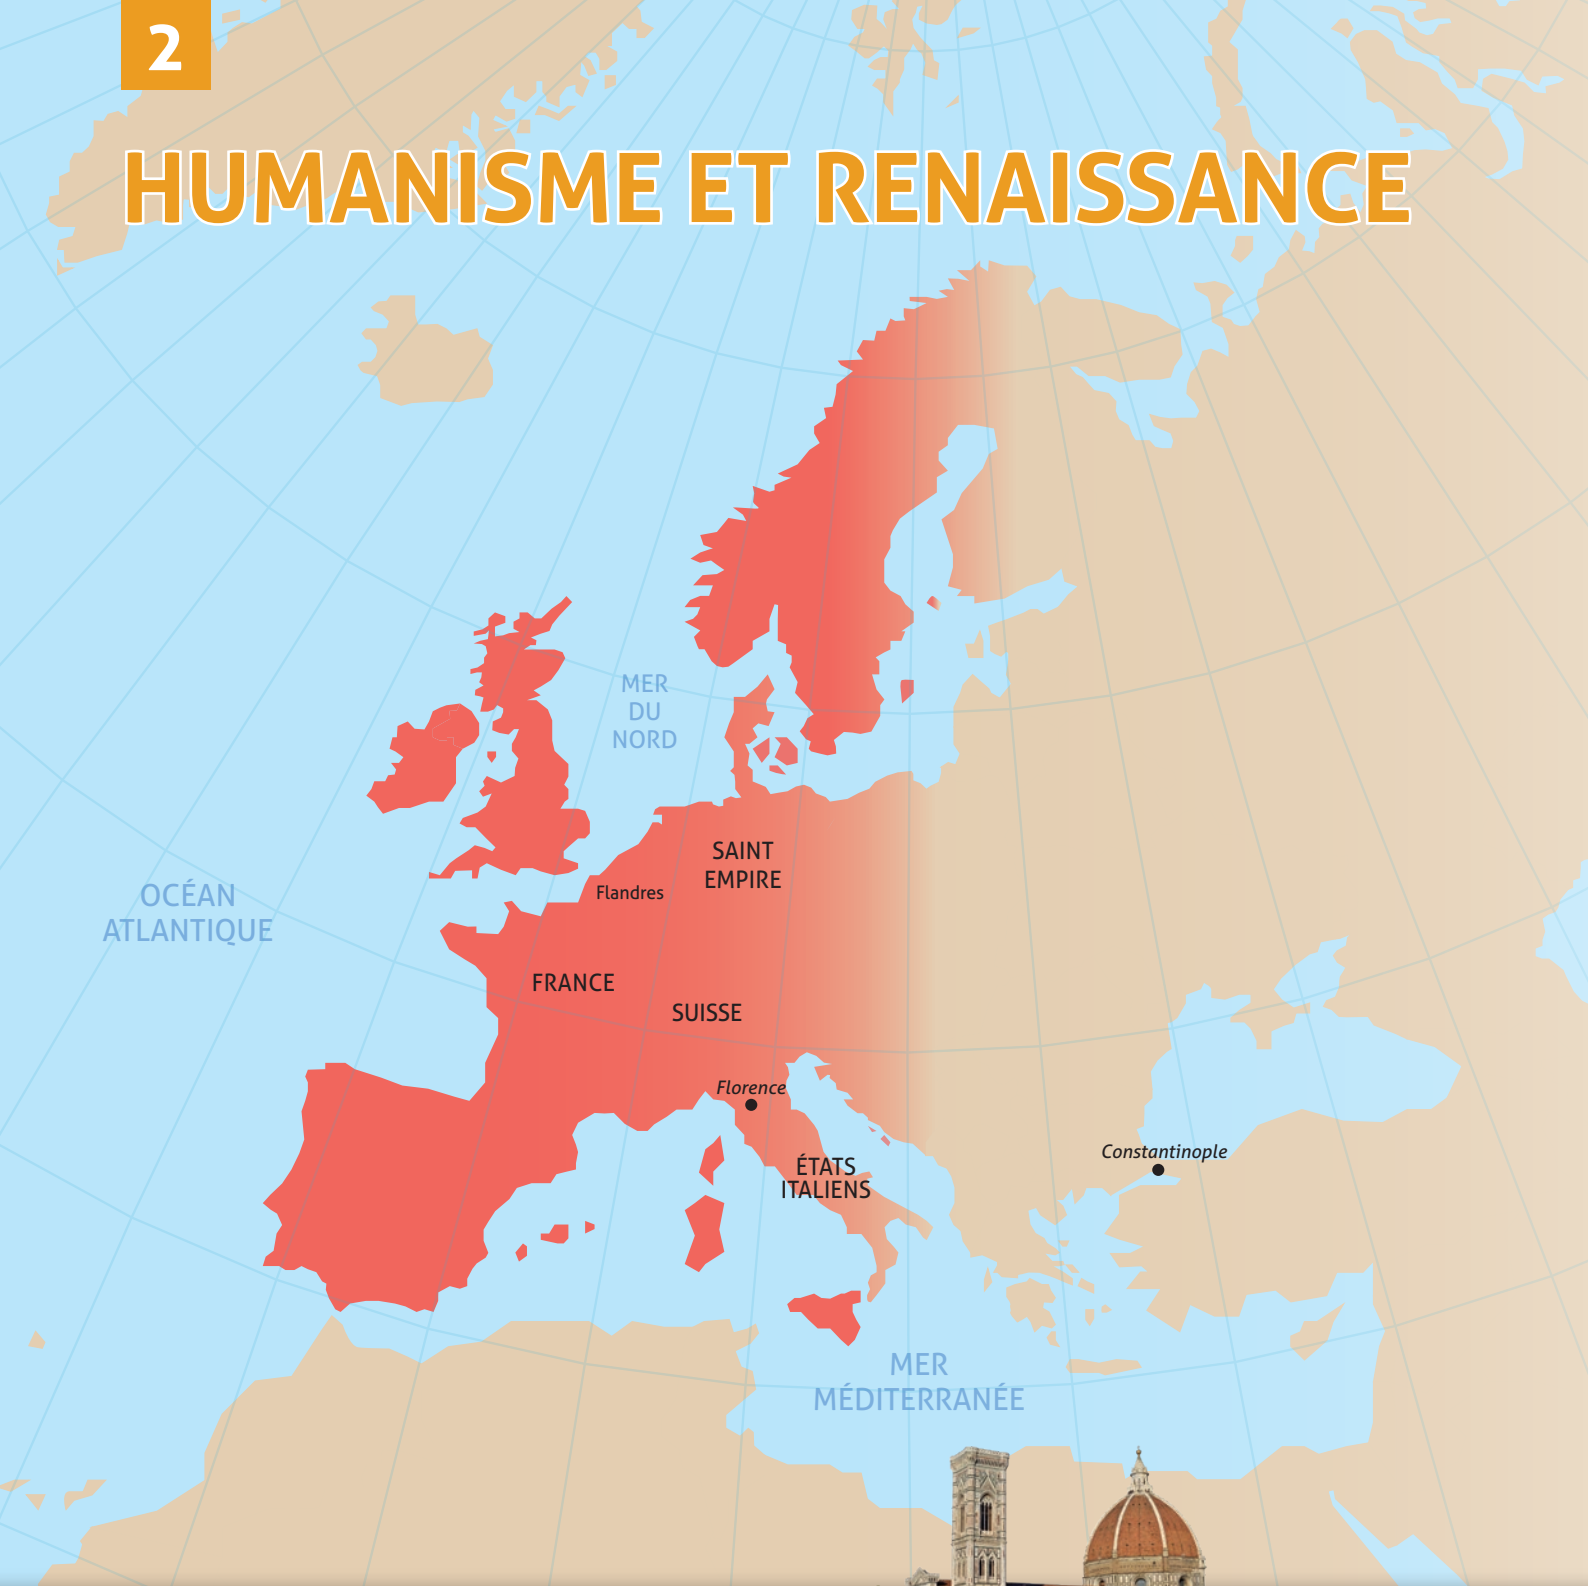 2
HUMANISME ET RENAISSANCE
MER
DU
NORD
SAINT
EMPIRE
Flandres
OCÉAN
ATLANTIQUE
FRANCE
SUISSE
Florence
Constantinople
ÉTATS
ITALIENS
MER
MÉDITERRANÉE